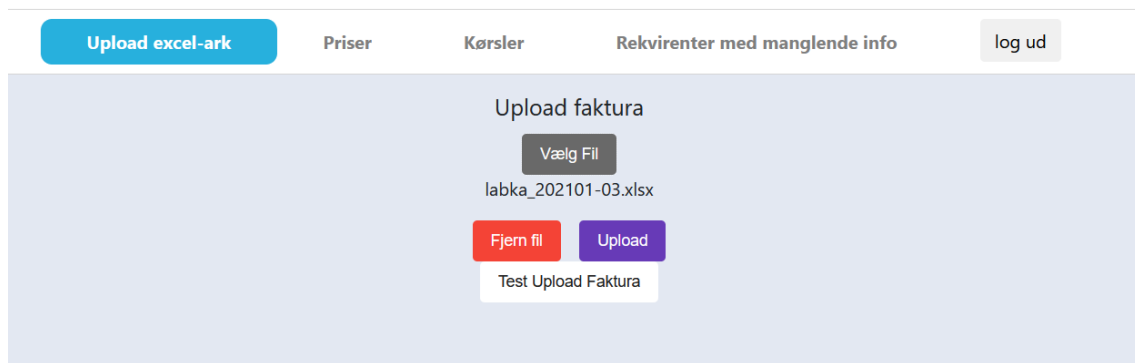 Upload excel-ark Priser Kørsler Rekvirenter med manglende info log ud
Upload faktura
Vælg Fil
labka_202101-03.xlsx
Fjern fil Upload
Test Upload Faktura